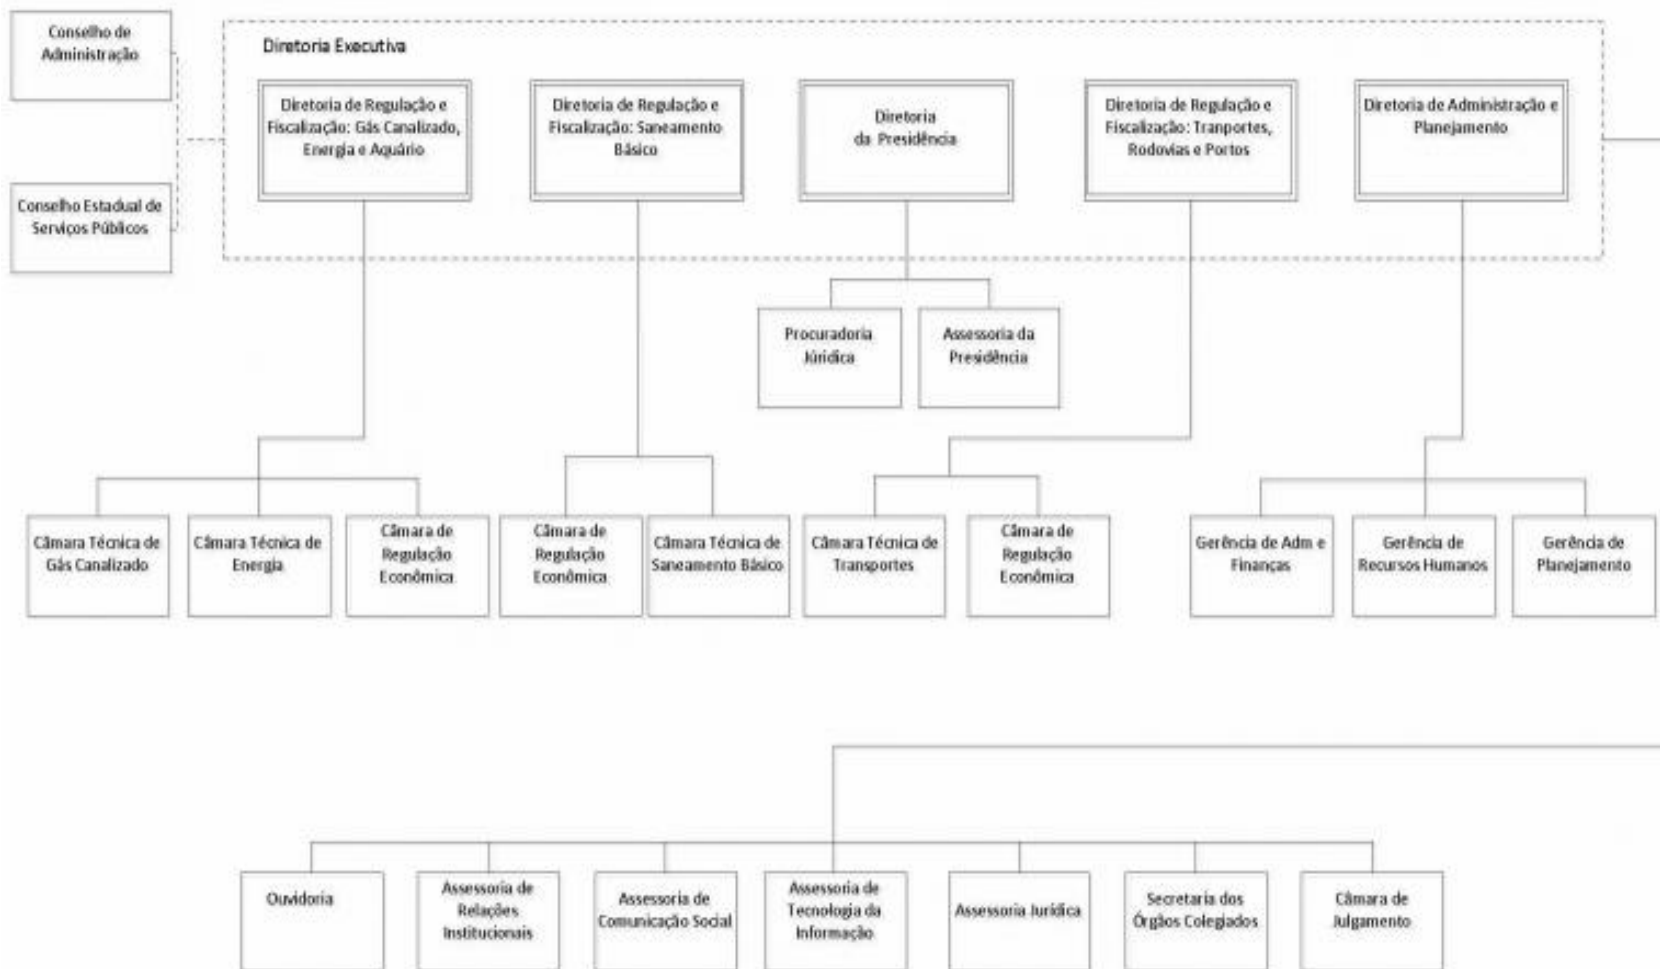 Conselho de
Administração
Conselho Estadual de
Serviços Públicos
Diretoria Executiva
Diretoria de Regulação e
Fiscalização: Gás Canalizado,
Energia e Aquário
Diretoria de Regulação e
Fiscalização: Saneamento
Básico
Diretoria
da Presidência
Diretoria de Regulação e
Fiscalização: Tranportes,
Rodovias e Portos
Diretoria de Administração e
Planejamento
Procuradoria
Júridica
Assessoria da
Presidência
Câmara Técnica de
Gás Canalizado
Câmara Técnica de
Energia
Câmara de
Regulação
Econômica
Câmara de
Regulação
Econômica
Câmara Técnica de
Saneamento Básico
Câmara Técnica de
Transportes
Câmara de
Regulação
Econômica
Gerência de Adm e
Finanças
Gerência de
Recursos Humanos
Gerência de
Planejamento
Ouvidoria
Assessoria de
Relações
Institucionais
Assessoria de
Comunicação Social
Assessoria de
Tecnologia da
Informação
Assessoria Jurídica
Secretaria dos
Órgãos Colegiados
Câmara de
Julgamento